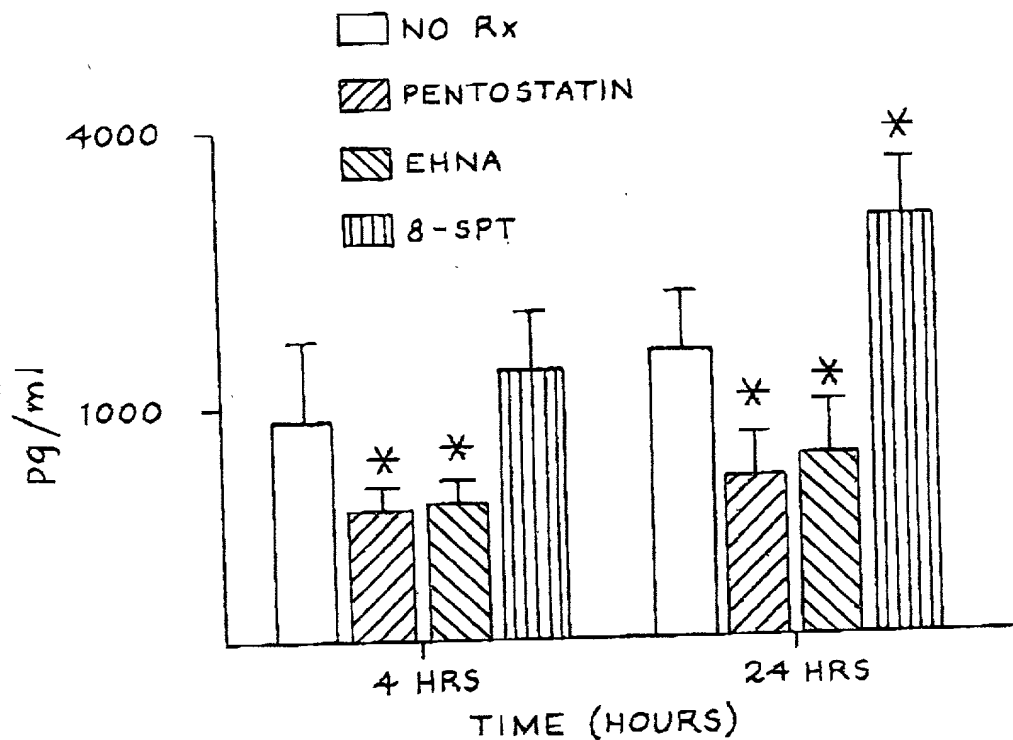 NO Rx
PENTOSTATIN
EHNA
8-SPT
4000
1000
pg/ml
*
*
*
*
*
4 HRS
24 HRS
TIME (HOURS)